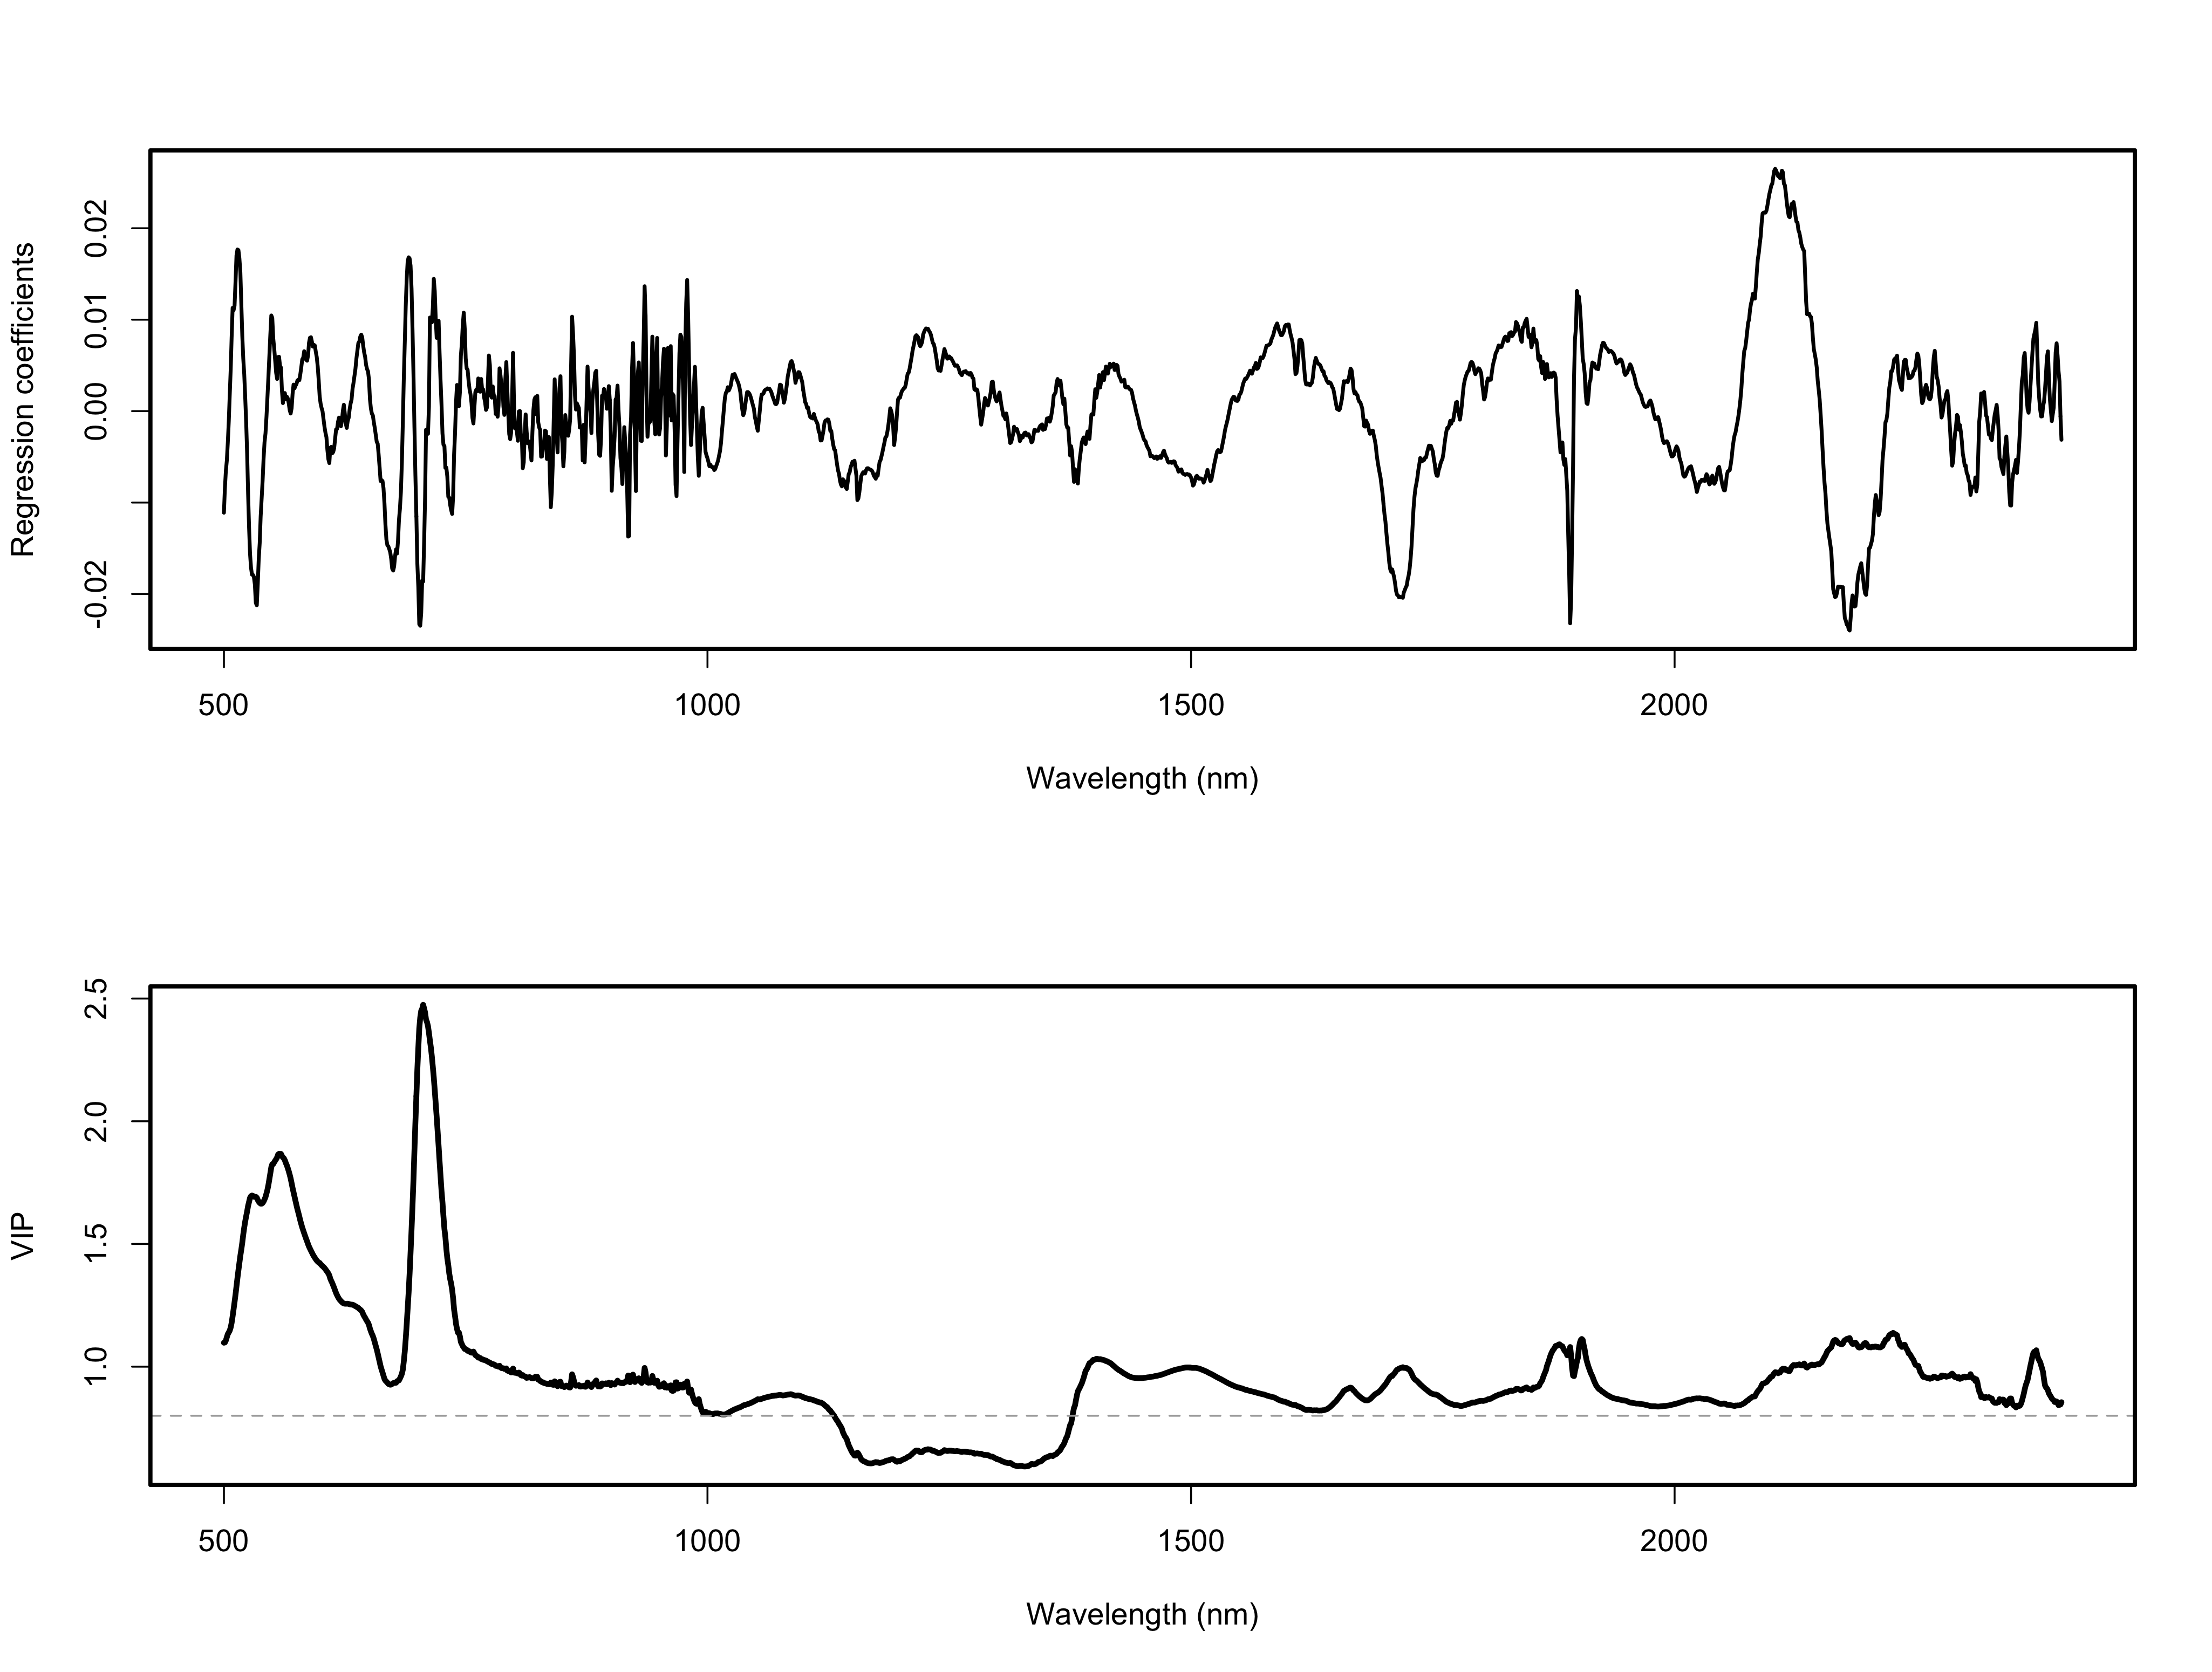 Regression coefficients
0.02
0.01
0.00
-0.02
500 1000 1500 2000
Wavelength (nm)
VIP
2.5
2.0
1.5
1.0
500 1000 1500 2000
Wavelength (nm)